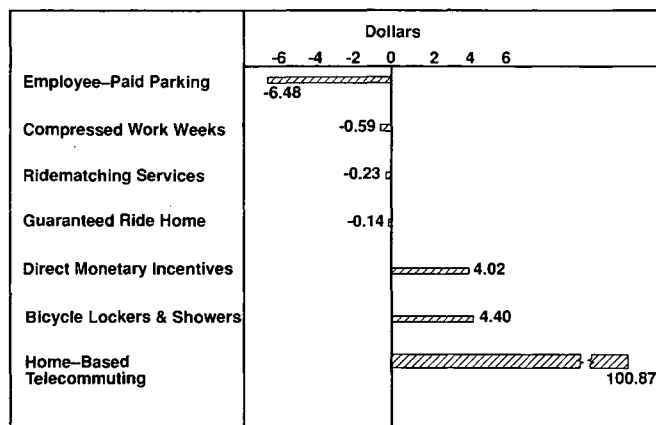 Dollars
-6 -4 -2 0 2 4 6
Employee–Paid Parking
-6.48
Compressed Work Weeks -0.59
Ridematching Services -0.23
Guaranteed Ride Home -0.14
Direct Monetary Incentives 4.02
Bicycle Lockers & Showers 4.40
Home–Based
Telecommuting
100.87